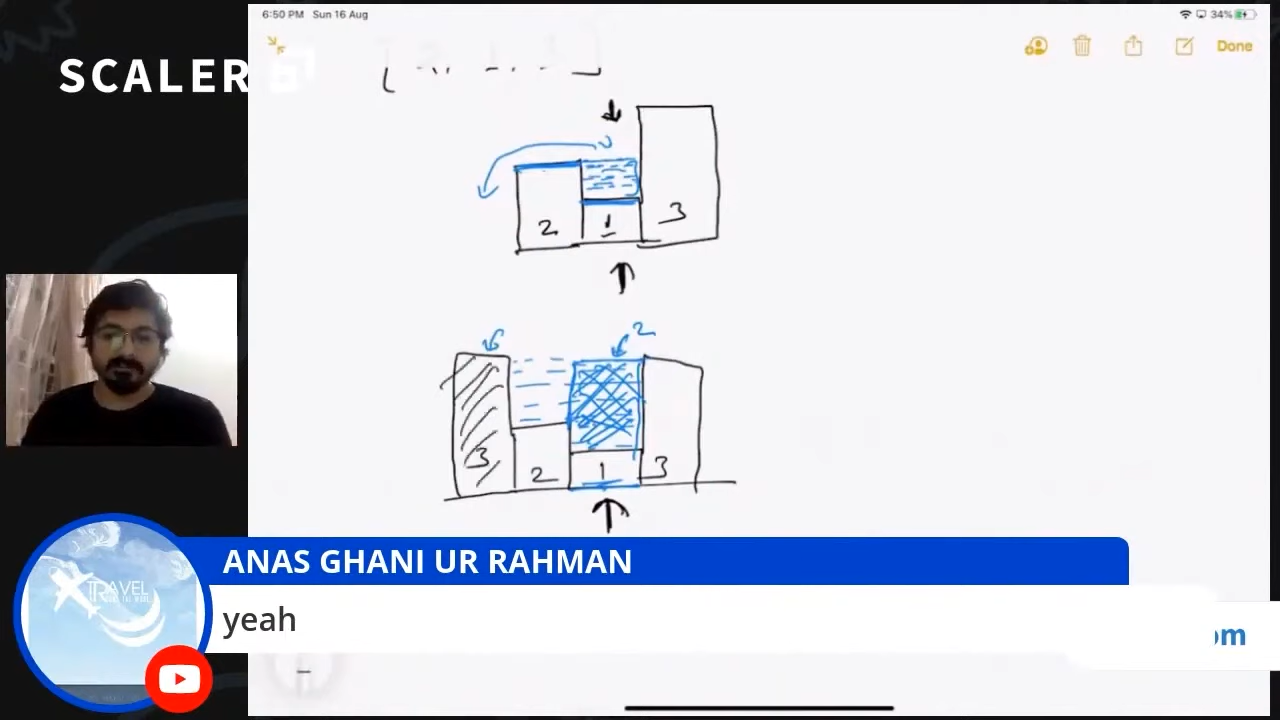 6:50 PM Sun 16 Aug
34%
SCALER
Done
2 1 3
2
3 2 1 3
ANAS GHANI UR RAHMAN
yeah
TRAVEL